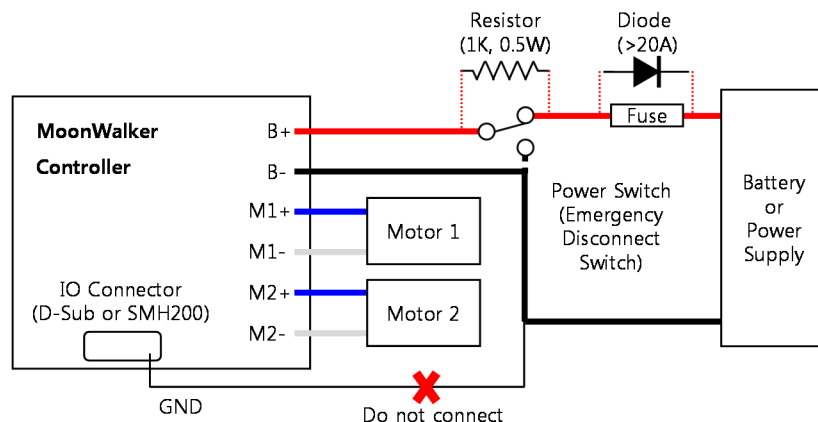 Resistor
(1K, 0.5W)
Diode
(>20A)
MoonWalker
Controller
B+
B-
M1+
M1-
M2+
M2-
Fuse
Motor 1
Motor 2
Power Switch
(Emergency
Disconnect
Switch)
Battery
or
Power
Supply
IO Connector
(D-Sub or SMH200)
GND
Do not connect